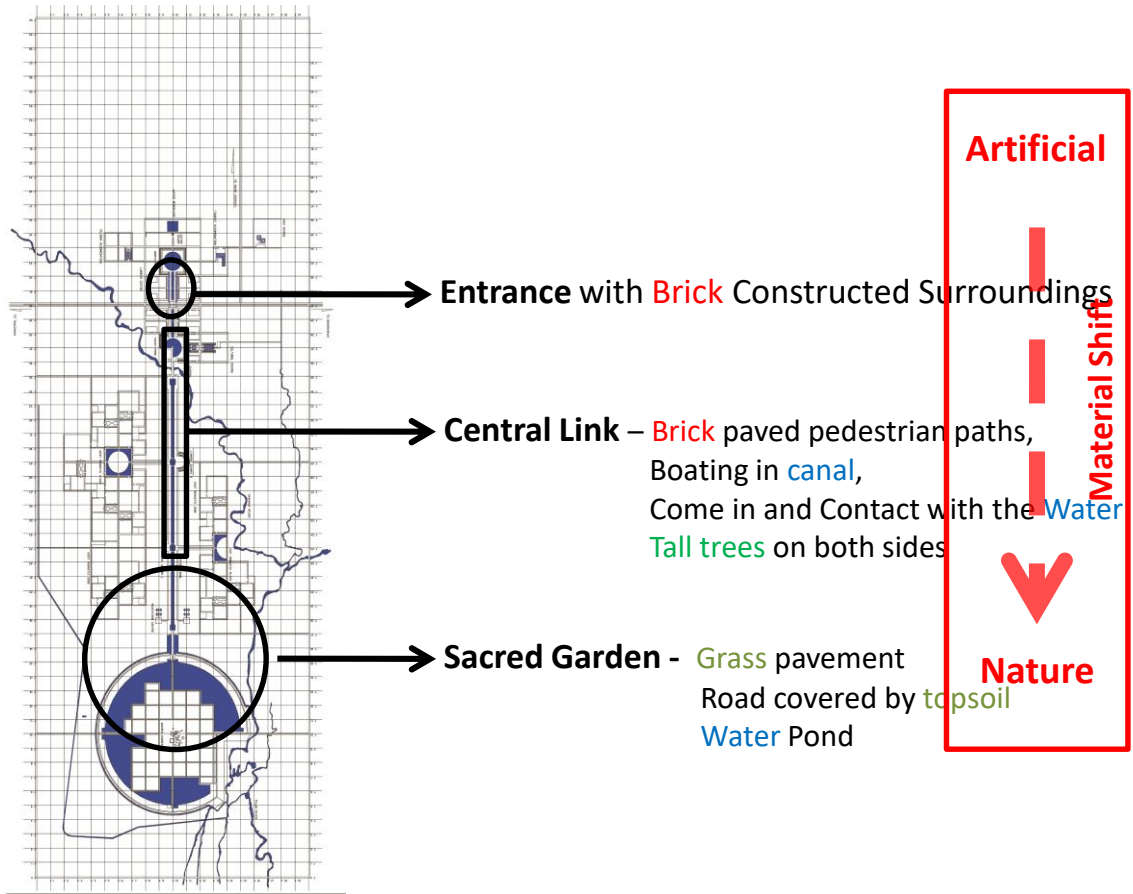 Artificial
Entrance with Brick Constructed Surroundings
Material Shift
Central Link – Brick paved pedestrian paths,
Boating in canal,
Come in and Contact with the Water
Tall trees on both sides
Sacred Garden - Grass pavement
Road covered by topsoil
Water Pond
Nature